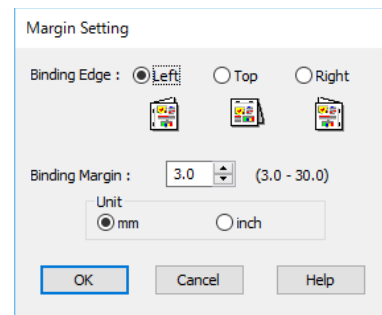 Margin Setting
Binding Edge : Left Top Right
Binding Margin : 3.0 (3.0 - 30.0)
Unit
mm inch
OK Cancel Help